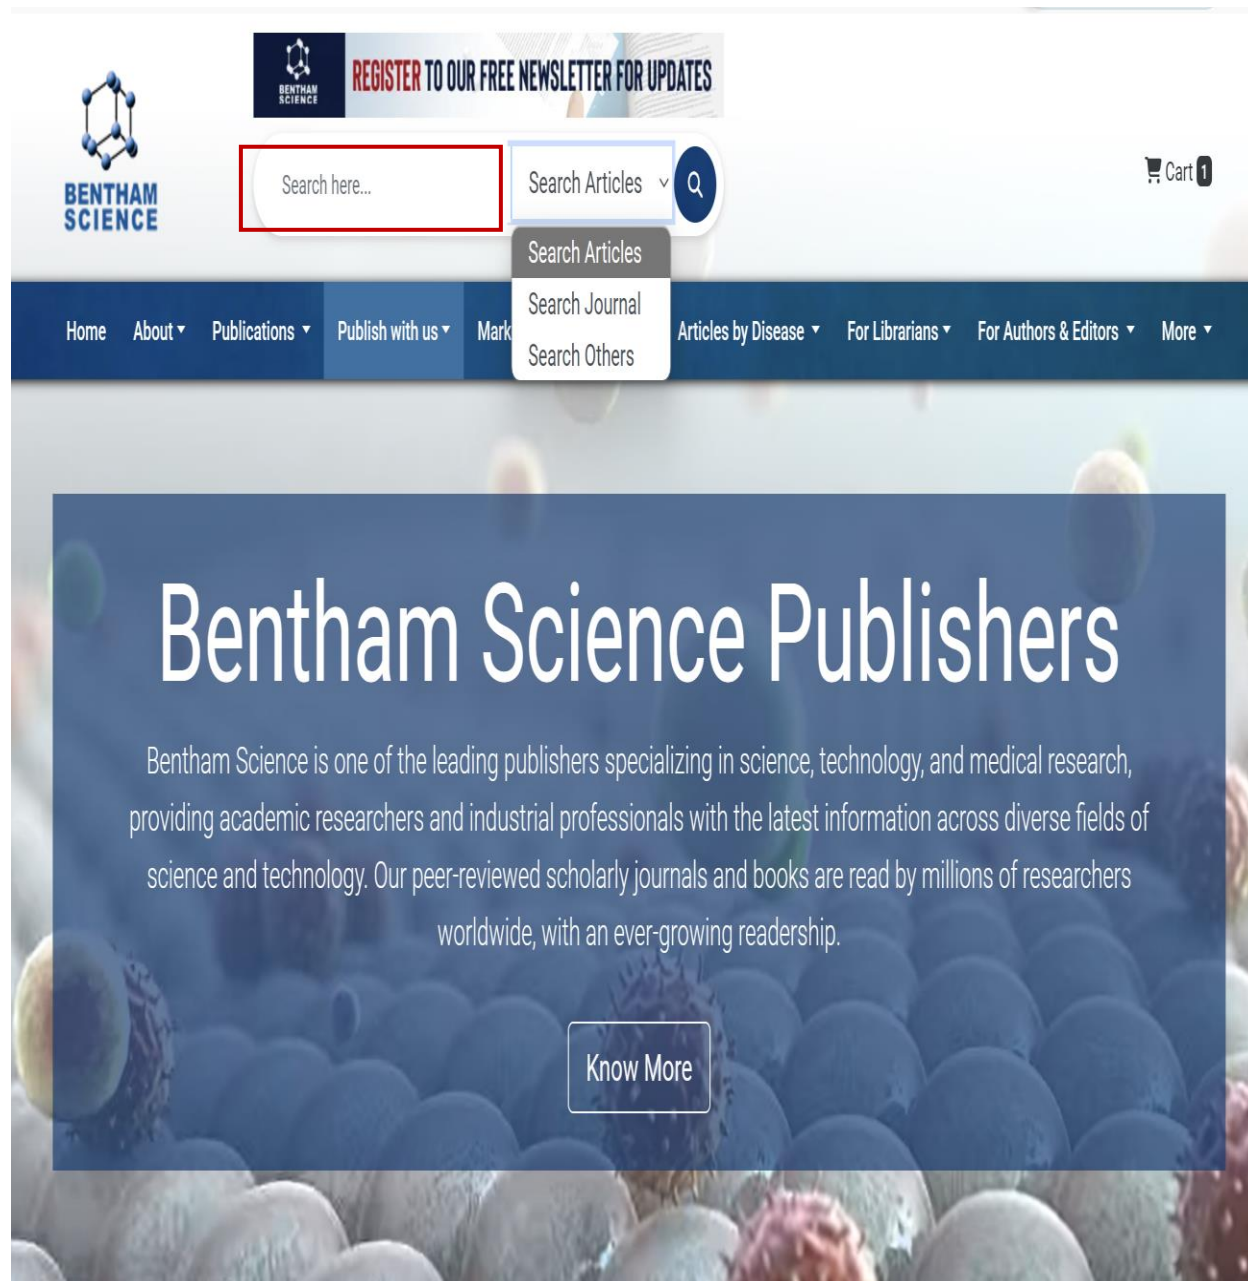 BENTHAM
SCIENCE
REGISTER TO OUR FREE NEWSLETTER FOR UPDATES
BENTHAM
SCIENCE
Search here...
Search Articles
Cart 1
Search Articles
Search Journal
Search Others
Home About Publications Publish with us Mark Articles by Disease For Librarians For Authors & Editors More
Bentham Science Publishers
Bentham Science is one of the leading publishers specializing in science, technology, and medical research,
providing academic researchers and industrial professionals with the latest information across diverse fields of
science and technology. Our peer-reviewed scholarly journals and books are read by millions of researchers
worldwide, with an ever-growing readership.
Know More